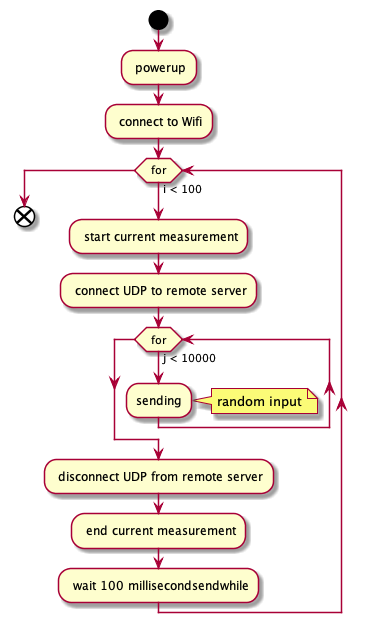 powerup
connect to Wifi
for
i < 100
start current measurement
connect UDP to remote server
for
j < 10000
sending
random input
disconnect UDP from remote server
end current measurement
wait 100 millisecondsendwhile